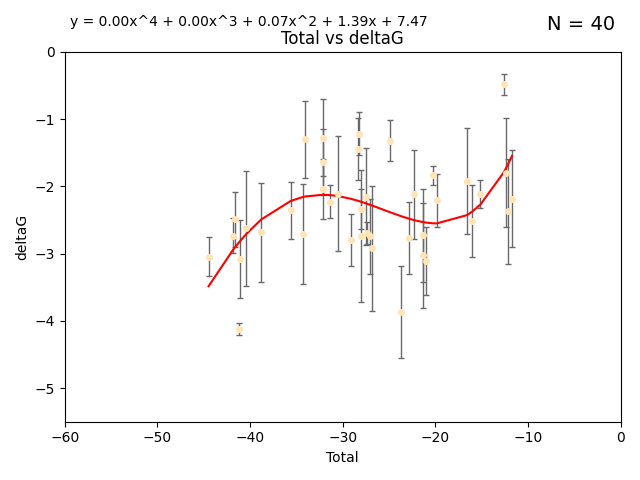 y = 0.00x^4 + 0.00x^3 + 0.07x^2 + 1.39x + 7.47
N = 40
Total vs deltaG
0
−1
−2
−3
−4
−5
deltaG
−60 −50 −40 −30 −20 −10 0
Total